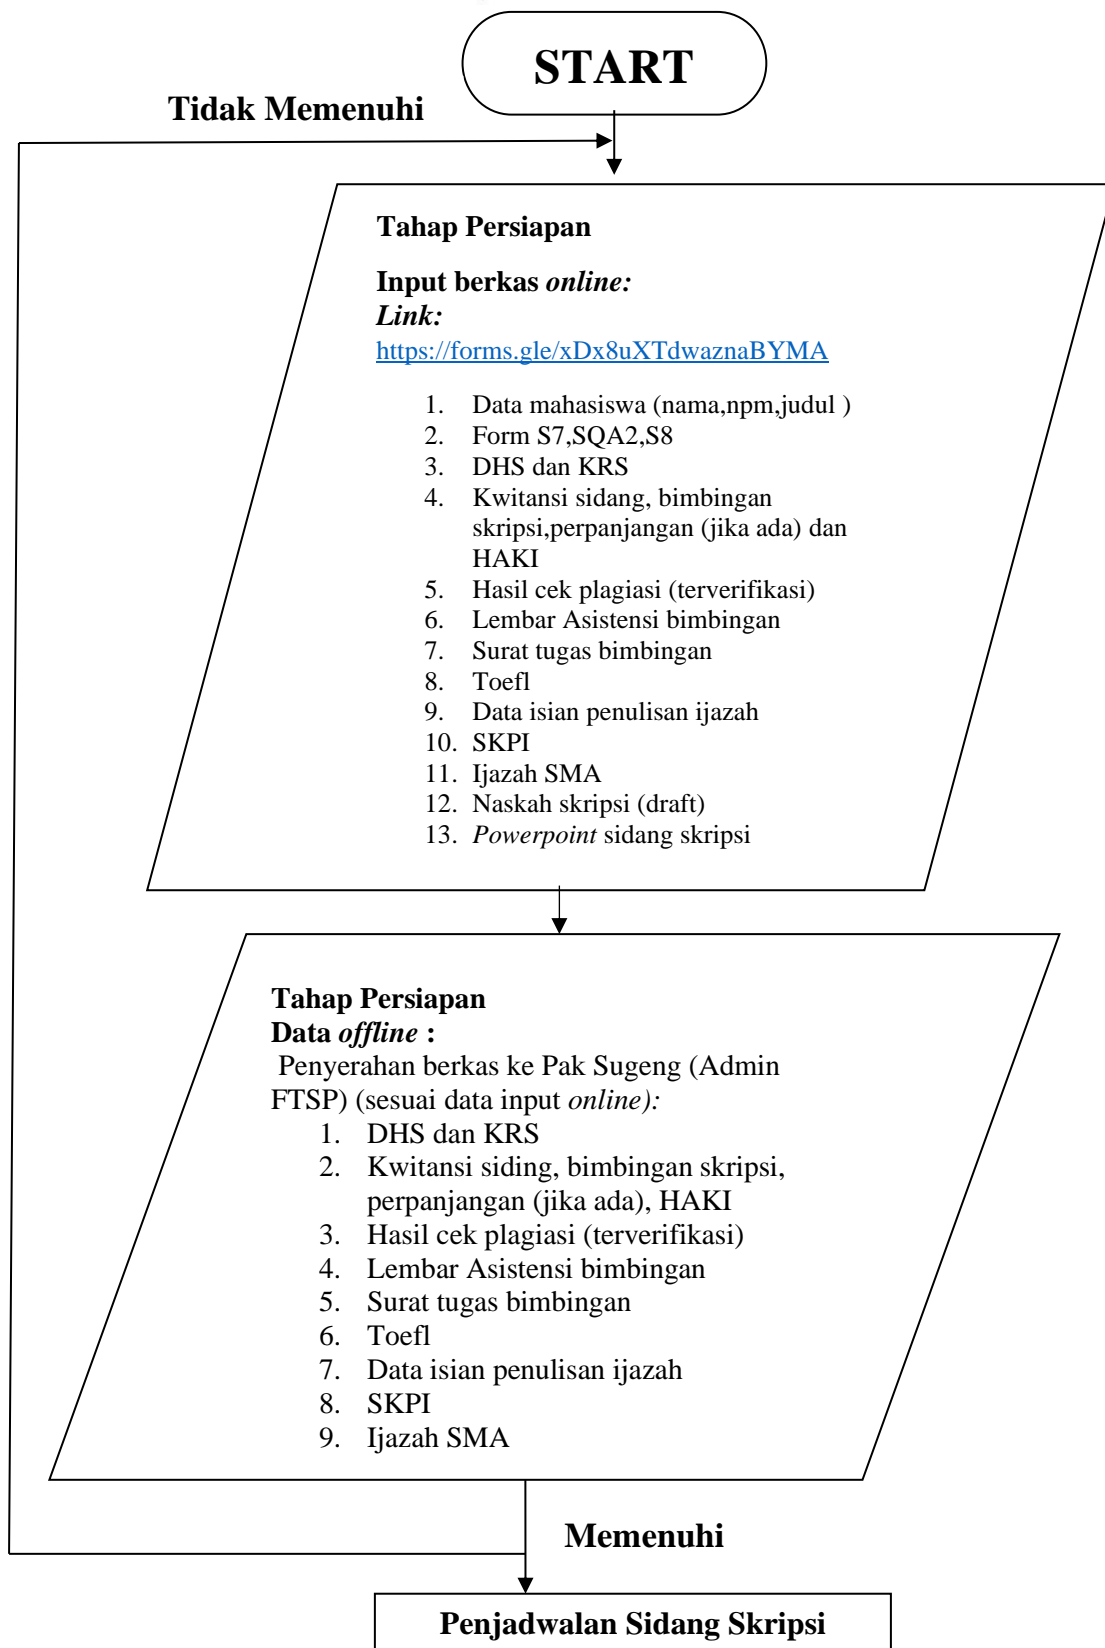 START
Tidak Memenuhi
Tahap Persiapan
Input berkas online:
Link:
https://forms.gle/xDx8uXTdwaznaBYMA
1. Data mahasiswa (nama,npm,judul )
2. Form S7,SQA2,S8
3. DHS dan KRS
4. Kwitansi sidang, bimbingan
skripsi,perpanjangan (jika ada) dan
HAKI
5. Hasil cek plagiasi (terverifikasi)
6. Lembar Asistensi bimbingan
7. Surat tugas bimbingan
8. Toefl
9. Data isian penulisan ijazah
10. SKPI
11. Ijazah SMA
12. Naskah skripsi (draft)
13. Powerpoint sidang skripsi
Tahap Persiapan
Data offline :
Penyerahan berkas ke Pak Sugeng (Admin
FTSP) (sesuai data input online):
1. DHS dan KRS
2. Kwitansi siding, bimbingan skripsi,
perpanjangan (jika ada), HAKI
3. Hasil cek plagiasi (terverifikasi)
4. Lembar Asistensi bimbingan
5. Surat tugas bimbingan
6. Toefl
7. Data isian penulisan ijazah
8. SKPI
9. Ijazah SMA
Memenuhi
Penjadwalan Sidang Skripsi